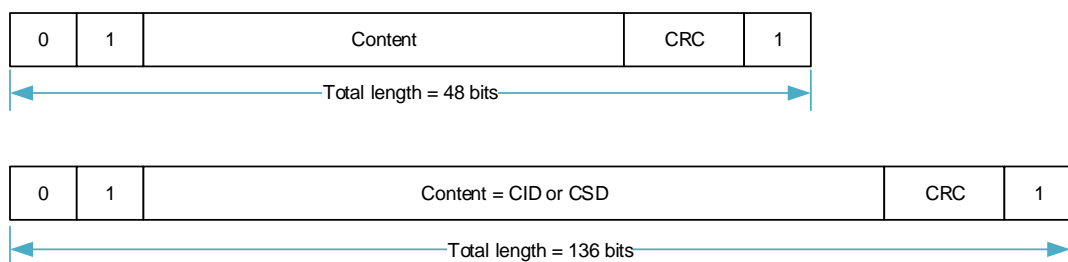 0 1 Content CRC 1
Total length = 48 bits
0 1 Content = CID or CSD CRC 1
Total length = 136 bits